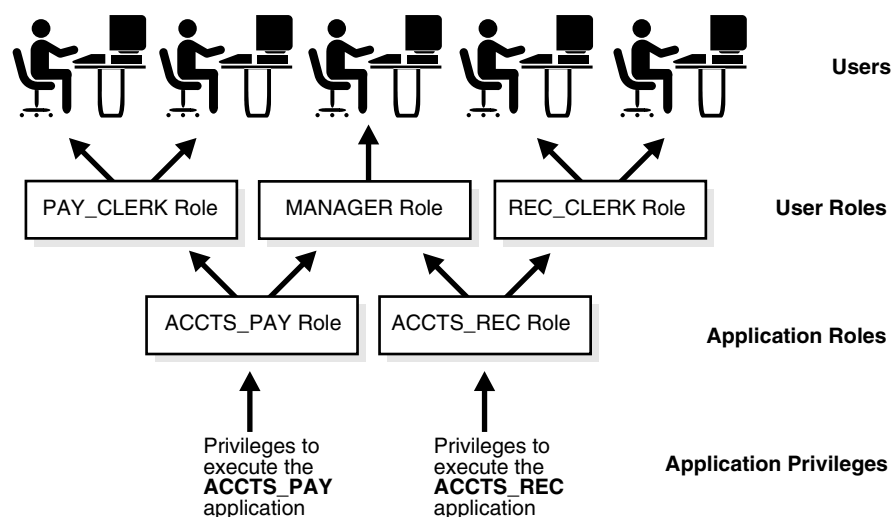 Users
PAY_CLERK Role
MANAGER Role
REC_CLERK Role
User Roles
ACCTS_PAY Role
ACCTS_REC Role
Application Roles
Privileges to
execute the
ACCTS_PAY
application
Privileges to
execute the
ACCTS_REC
application
Application Privileges